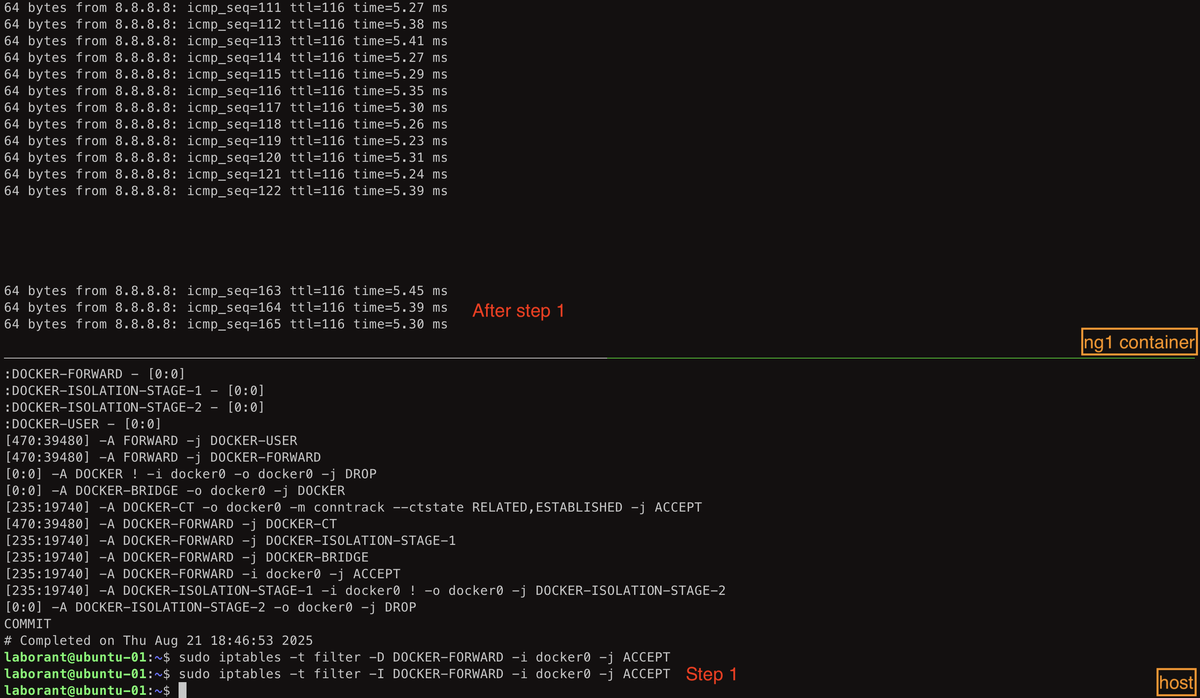 64 bytes from 8.8.8.8: icmp_seq=111 ttl=116 time=5.27 ms
64 bytes from 8.8.8.8: icmp_seq=112 ttl=116 time=5.38 ms
64 bytes from 8.8.8.8: icmp_seq=113 ttl=116 time=5.41 ms
64 bytes from 8.8.8.8: icmp_seq=114 ttl=116 time=5.27 ms
64 bytes from 8.8.8.8: icmp_seq=115 ttl=116 time=5.29 ms
64 bytes from 8.8.8.8: icmp_seq=116 ttl=116 time=5.35 ms
64 bytes from 8.8.8.8: icmp_seq=117 ttl=116 time=5.30 ms
64 bytes from 8.8.8.8: icmp_seq=118 ttl=116 time=5.26 ms
64 bytes from 8.8.8.8: icmp_seq=119 ttl=116 time=5.23 ms
64 bytes from 8.8.8.8: icmp_seq=120 ttl=116 time=5.31 ms
64 bytes from 8.8.8.8: icmp_seq=121 ttl=116 time=5.24 ms
64 bytes from 8.8.8.8: icmp_seq=122 ttl=116 time=5.39 ms
64 bytes from 8.8.8.8: icmp_seq=163 ttl=116 time=5.45 ms
64 bytes from 8.8.8.8: icmp_seq=164 ttl=116 time=5.39 ms After step 1
64 bytes from 8.8.8.8: icmp_seq=165 ttl=116 time=5.30 ms
ng1 container
:DOCKER-FORWARD - [0:0]
:DOCKER-ISOLATION-STAGE-1 - [0:0]
:DOCKER-ISOLATION-STAGE-2 - [0:0]
:DOCKER-USER - [0:0]
[470:39480] -A FORWARD -j DOCKER-USER
[470:39480] -A FORWARD -j DOCKER-FORWARD
[0:0] -A DOCKER ! -i docker0 -o docker0 -j DROP
[0:0] -A DOCKER-BRIDGE -o docker0 -j DOCKER
[235:19740] -A DOCKER-CT -o docker0 -m conntrack --ctstate RELATED,ESTABLISHED -j ACCEPT
[470:39480] -A DOCKER-FORWARD -j DOCKER-CT
[235:19740] -A DOCKER-FORWARD -j DOCKER-ISOLATION-STAGE-1
[235:19740] -A DOCKER-FORWARD -j DOCKER-BRIDGE
[235:19740] -A DOCKER-FORWARD -i docker0 -j ACCEPT
[235:19740] -A DOCKER-ISOLATION-STAGE-1 -i docker0 ! -o docker0 -j DOCKER-ISOLATION-STAGE-2
[0:0] -A DOCKER-ISOLATION-STAGE-2 -o docker0 -j DROP
COMMIT
# Completed on Thu Aug 21 18:46:53 2025
laborant@ubuntu-01:~$ sudo iptables -t filter -D DOCKER-FORWARD -i docker0 -j ACCEPT
laborant@ubuntu-01:~$ sudo iptables -t filter -I DOCKER-FORWARD -i docker0 -j ACCEPT Step 1
laborant@ubuntu-01:~$
host